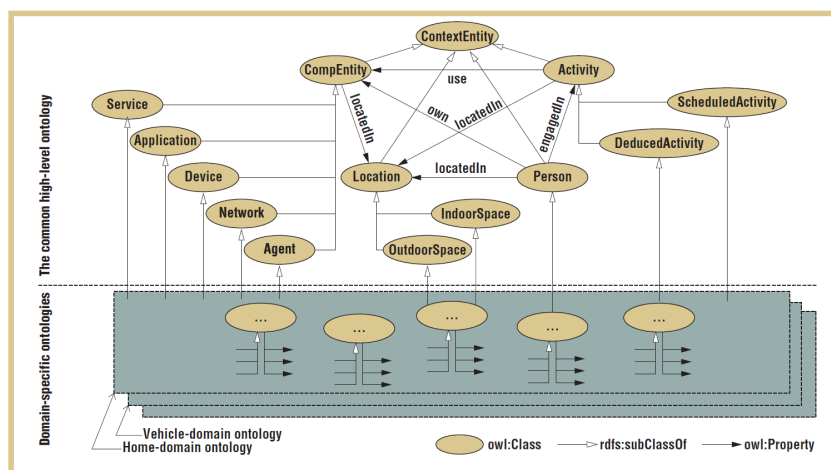 The common high-level ontology
ContextEntity
CompEntity
Activity
use
Service
ScheduledActivity
locatedIn
own
locatedIn
engagedIn
Application
DeducedActivity
Device
Location
locatedIn
Person
Network
IndoorSpace
Agent
OutdoorSpace
Domain-specific ontologies
...
...
...
...
...
Vehicle-domain ontology
Home-domain ontology
owl:Class
rdfs:subClassOf
owl:Property